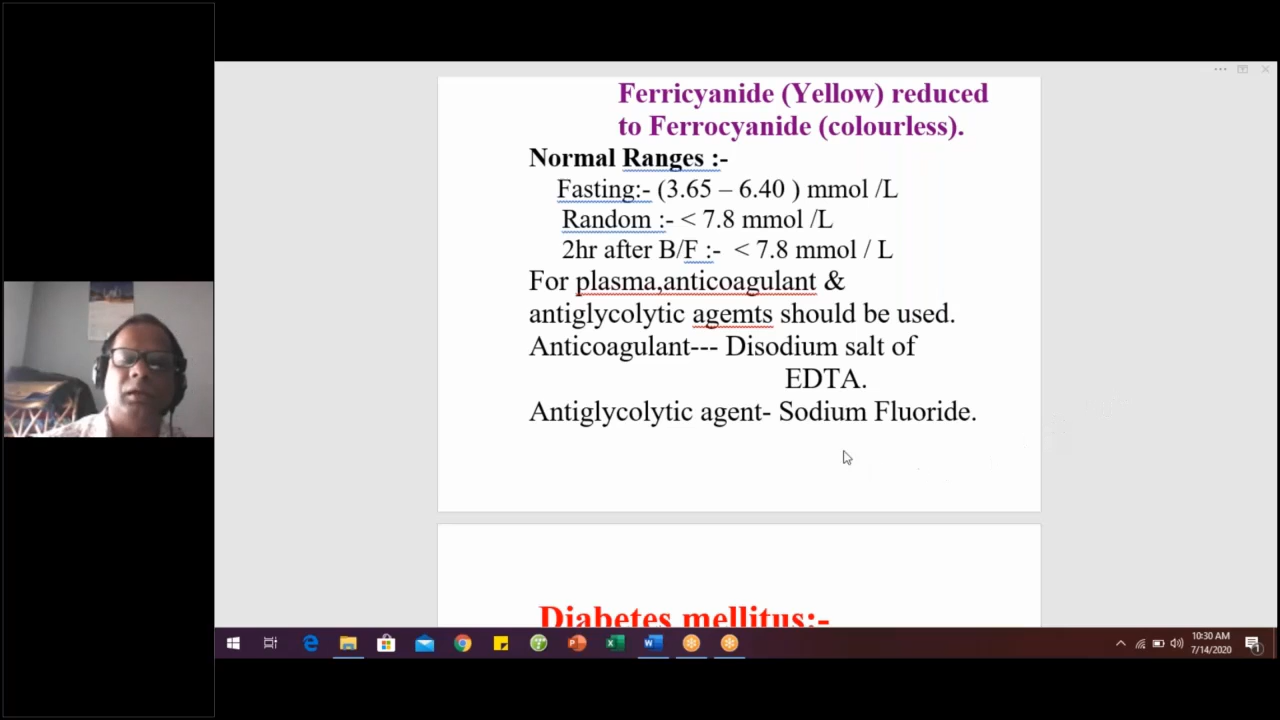 Ferricyanide (Yellow) reduced
to Ferrocyanide (colourless).
Normal Ranges :-
Fasting:- (3.65 – 6.40 ) mmol /L
Random :- < 7.8 mmol /L
2hr after B/F :- < 7.8 mmol / L
For plasma,anticoagulant &
antiglycolytic agemts should be used.
Anticoagulant--- Disodium salt of
EDTA.
Antiglycolytic agent- Sodium Fluoride.
Diabetes mellitus:-
10:30 AM
7/14/2020